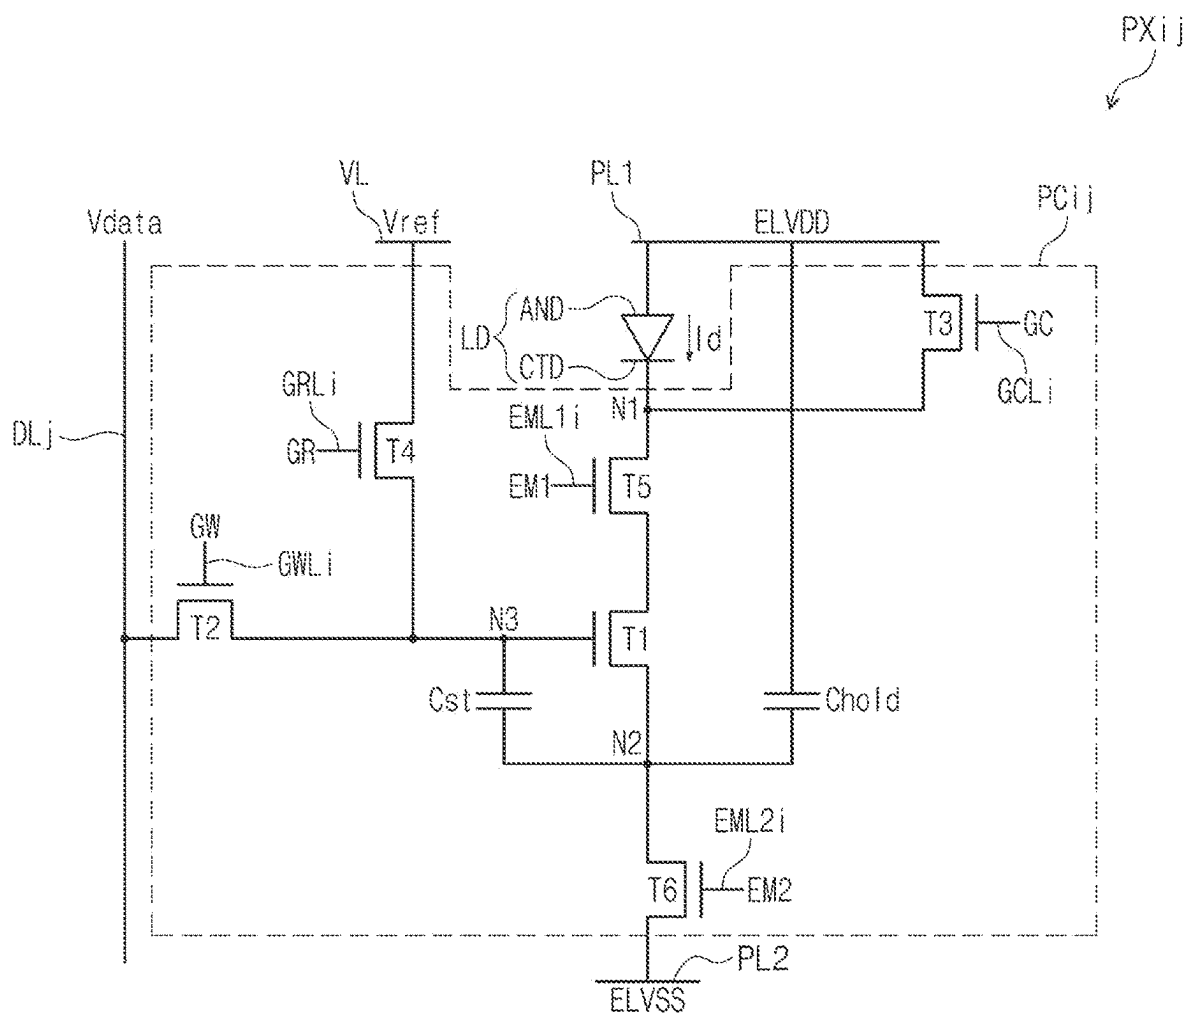 PXij
VL
PL1
PCij
Vdata
Vref
ELVDD
AND
LD
Id
T3
GC
CTD
GCLi
GRLi
N1
EML1i
DLj
GR
T4
EM1
T5
GW
GWLi
T2
N3
T1
Cst
Chold
N2
EML2i
T6
EM2
PL2
ELVSS